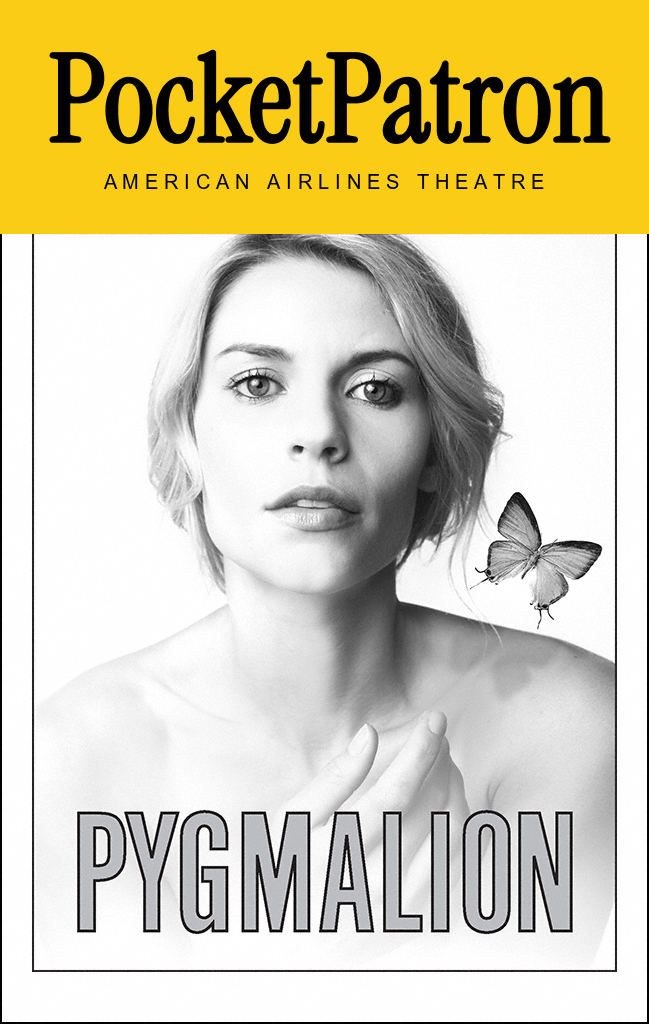 PocketPatron
AMERICAN AIRLINES THEATRE
PYGMALION